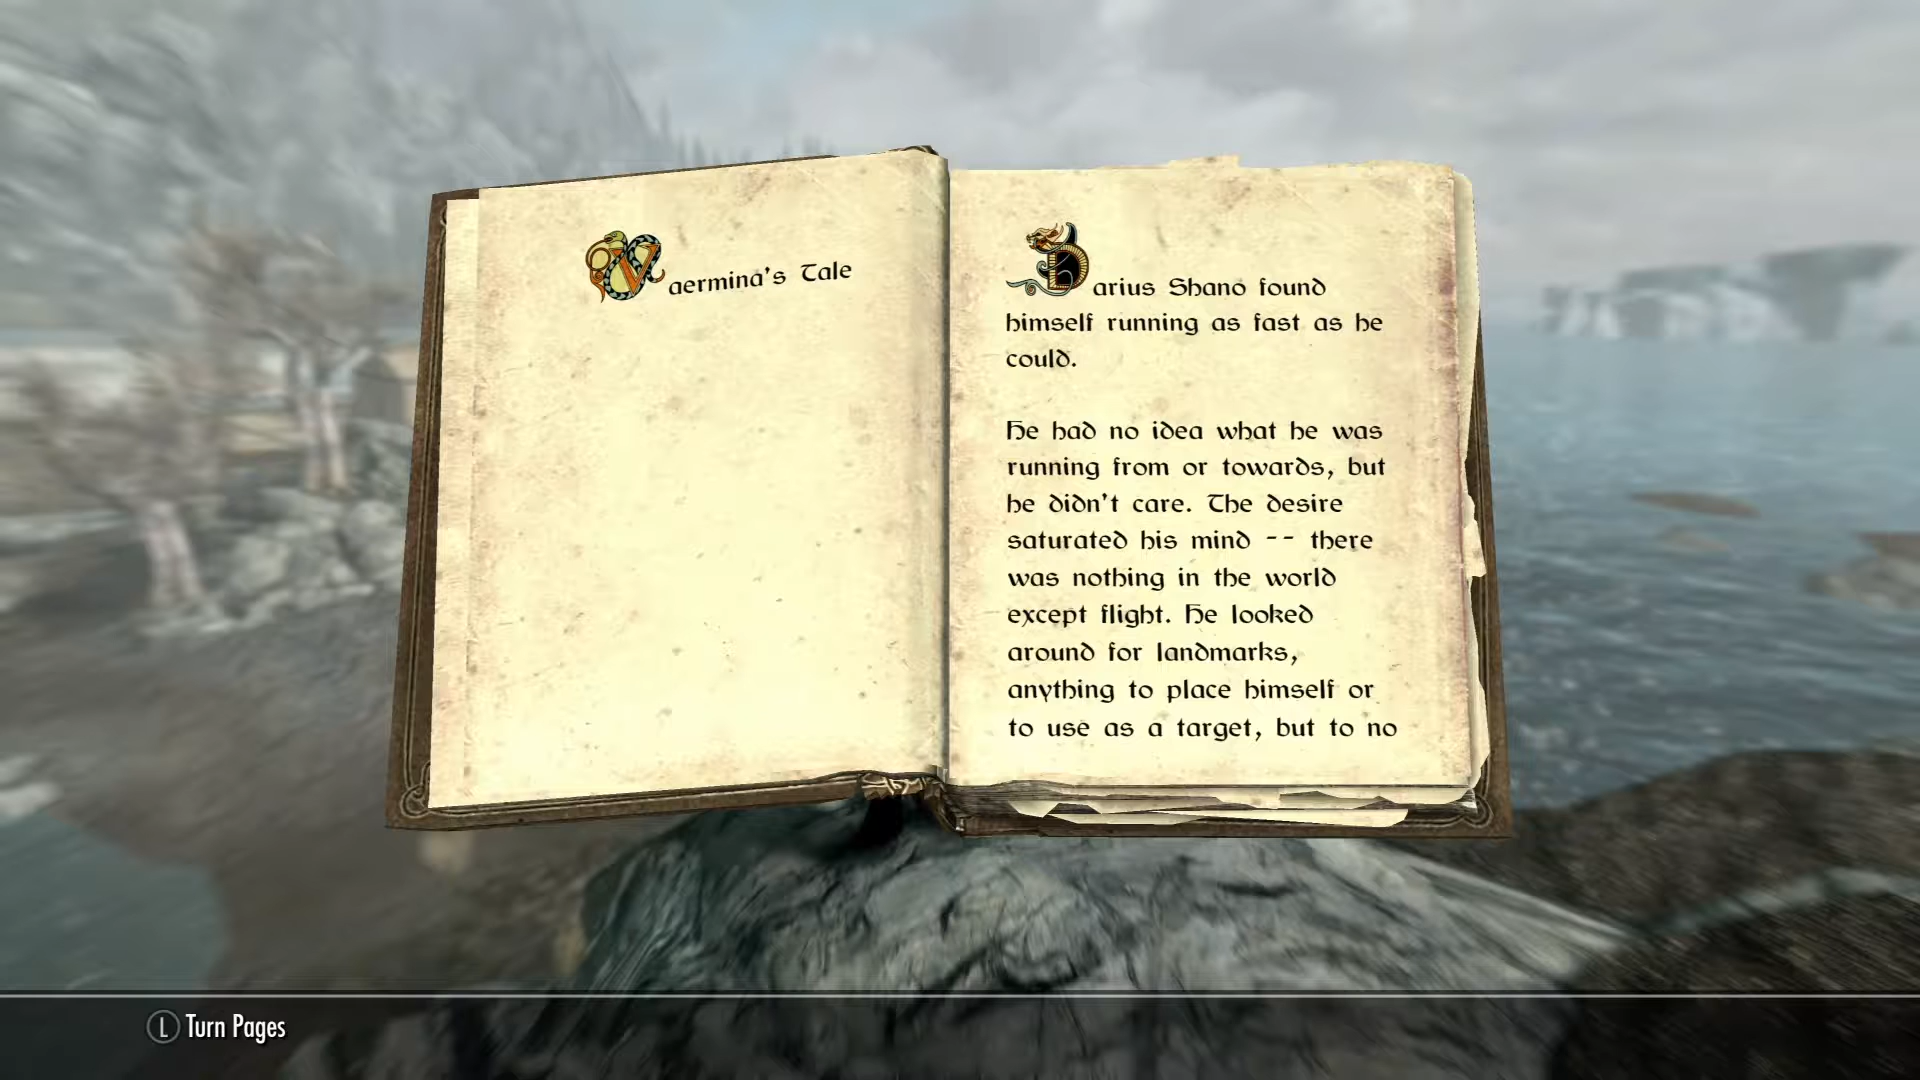 Vaermina's Tale
Darius Shano found
himself running as fast as he
could.
He had no idea what he was
running from or towards, but
he didn't care. The desire
saturated his mind -- there
was nothing in the world
except flight. He looked
around for landmarks,
anything to place himself or
to use as a target, but to no
L Turn Pages